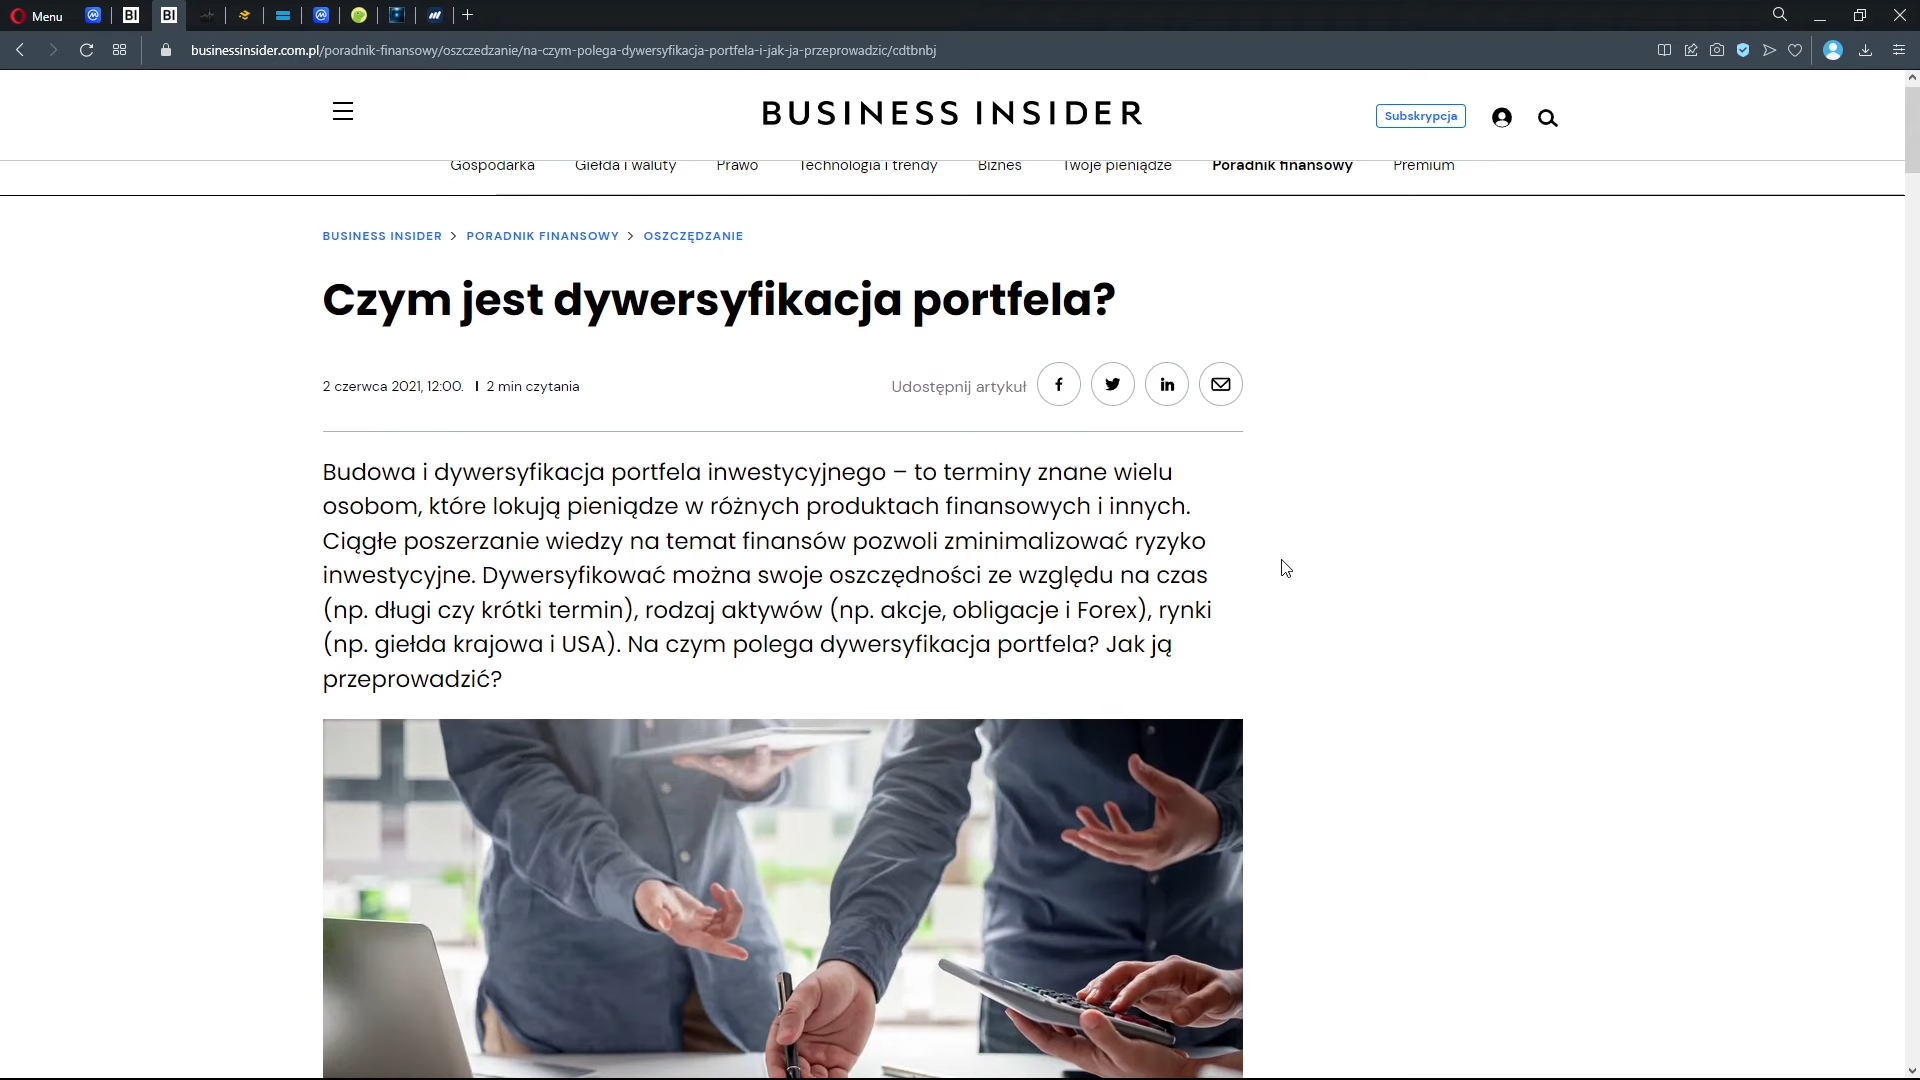 Menu
BI
BI
businessinsider.com.pl/poradnik-finansowy/oszczedzanie/na-czym-polega-dywersyfikacja-portfela-i-jak-ja-przeprowadzic/cdtbnbj
BUSINESS INSIDER
Subskrypcja
Gospodarka Giełda i waluty Prawo Technologia i trendy Biznes Twoje pieniądze Poradnik finansowy Premium
BUSINESS INSIDER > PORADNIK FINANSOWY > OSZCZĘDZANIE
Czym jest dywersyfikacja portfela?
2 czerwca 2021, 12:00. | 2 min czytania
Udostępnij artykuł
Budowa i dywersyfikacja portfela inwestycyjnego – to terminy znane wielu
osobom, które lokują pieniądze w różnych produktach finansowych i innych.
Ciągłe poszerzanie wiedzy na temat finansów pozwoli zminimalizować ryzyko
inwestycyjne. Dywersyfikować można swoje oszczędności ze względu na czas
(np. długi czy krótki termin), rodzaj aktywów (np. akcje, obligacje i Forex), rynki
(np. giełda krajowa i USA). Na czym polega dywersyfikacja portfela? Jak ją
przeprowadzić?